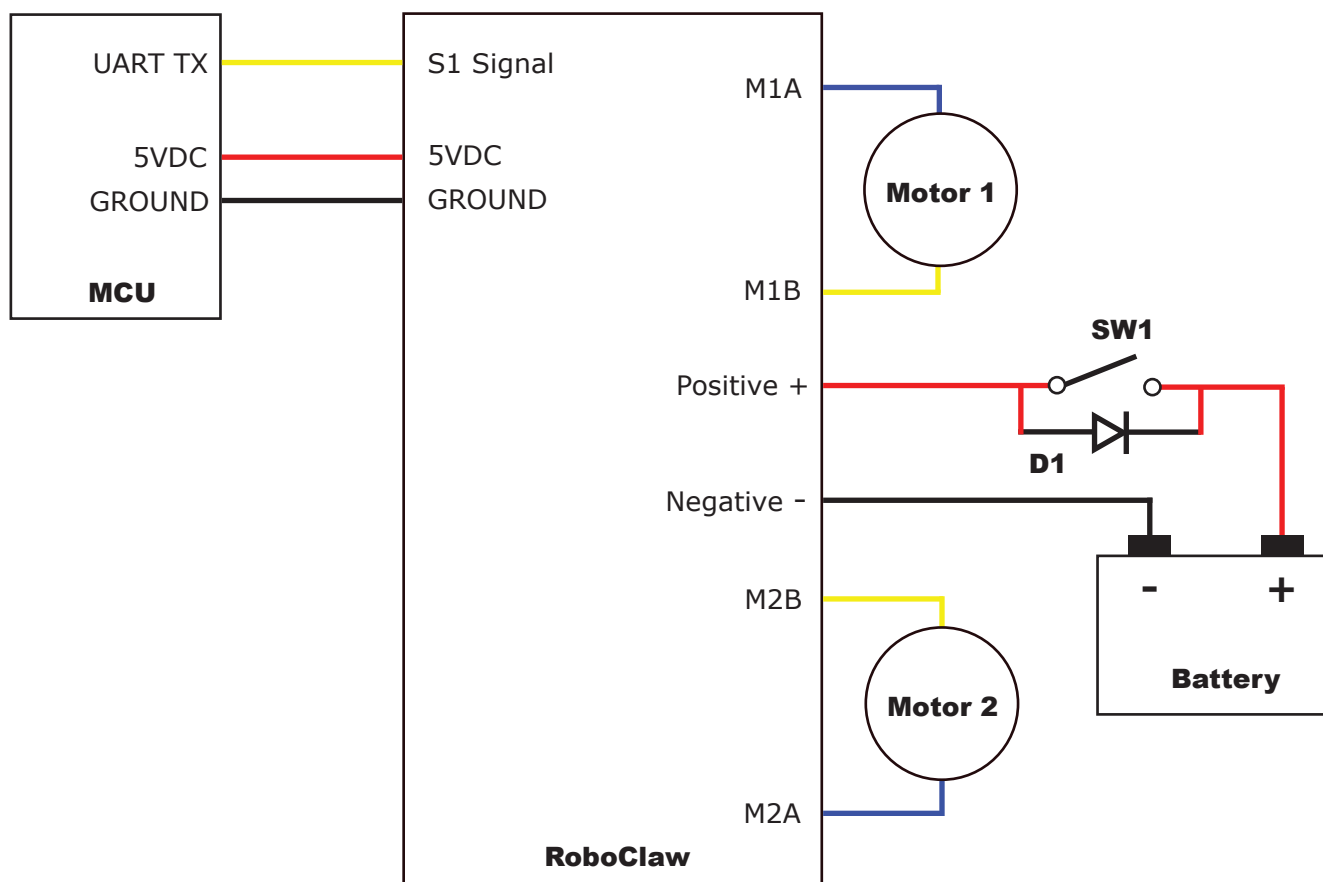 UART TX
5VDC
GROUND
MCU
S1 Signal
5VDC
GROUND
M1A
Motor 1
M1B
SW1
Positive +
D1
Negative -
- +
Battery
M2B
Motor 2
M2A
RoboClaw